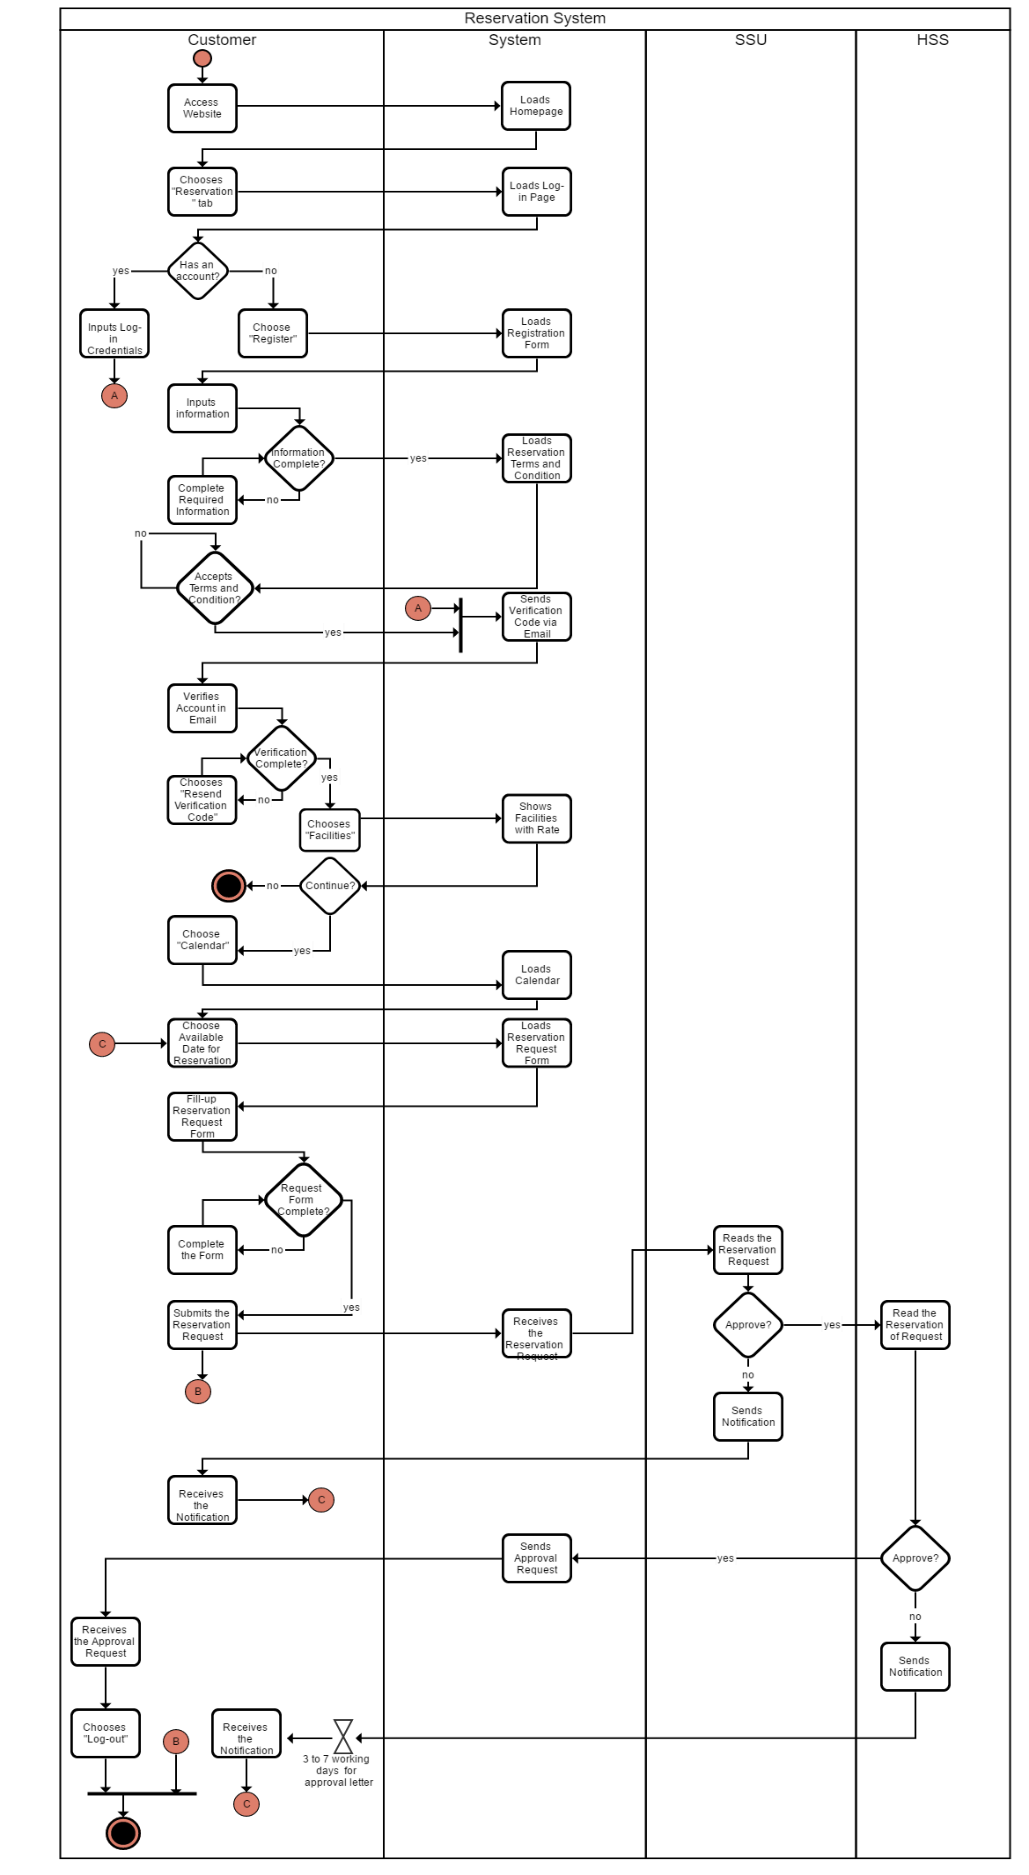 Reservation System
Customer
System
SSU
HSS
Access
Website
Loads
Homepage
Chooses
"Reservation
" tab
Loads Log-
in Page
Has an
account?
yes
no
Inputs Log-
in
Credentials
Choose
"Register"
Loads
Registration
Form
A
Inputs
information
Information
Complete?
yes
Loads
Reservation
Terms and
Condition
Complete
Required
Information
no
no
Accepts
Terms and
Condition?
yes
A
Sends
Verification
Code via
Email
Verifies
Account in
Email
Verification
Complete?
yes
Chooses
"Resend
Verification
Code"
no
Chooses
"Facilities"
Shows
Facilities
with Rate
Continue?
no
Choose
"Calendar"
yes
Loads
Calendar
C
Choose
Available
Date for
Reservation
Loads
Reservation
Request
Form
Fill-up
Reservation
Request
Form
Request
Form
Complete?
Complete
the Form
no
yes
Submits the
Reservation
Request
Receives
the
Reservation
Request
Reads the
Reservation
Request
Approve?
yes
Read the
Reservation
of Request
B
no
Sends
Notification
Receives
the
Notification
C
Sends
Approval
Request
yes
Approve?
no
Receives
the Approval
Request
Sends
Notification
Chooses
"Log-out"
B
Receives
the
Notification
3 to 7 working
days for
approval letter
C